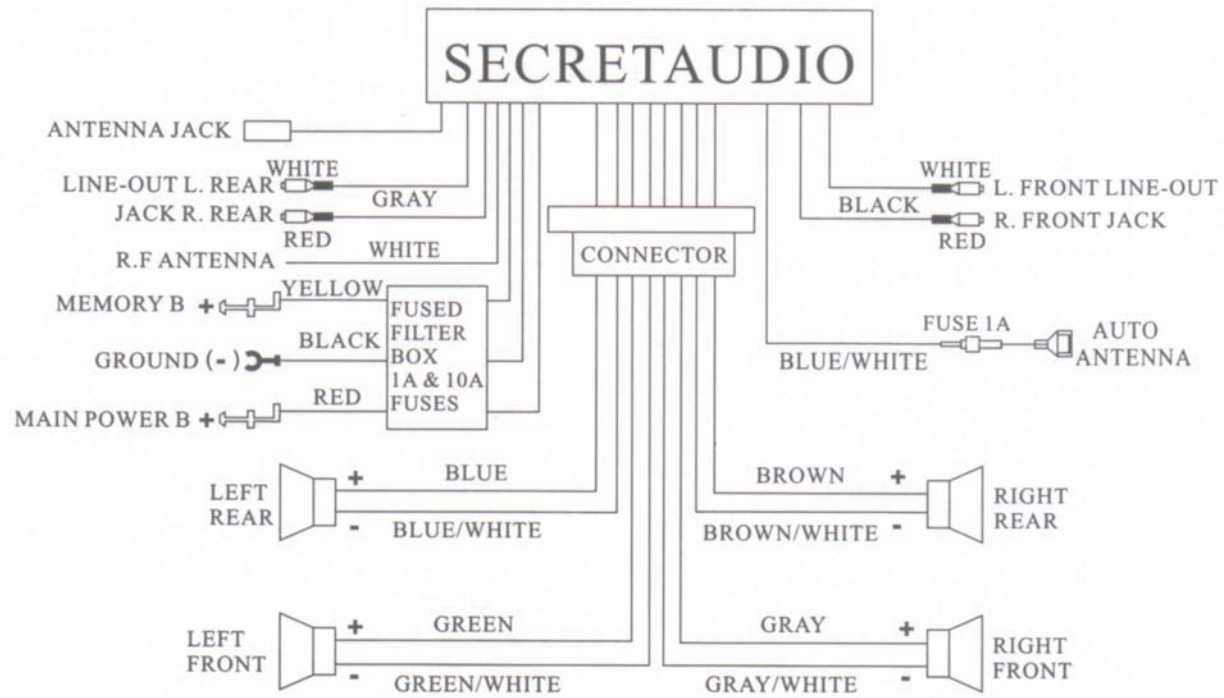 SECRETAUDIO
ANTENNA JACK
WHITE
LINE-OUT L. REAR
GRAY
JACK R. REAR
RED
R.F ANTENNA
WHITE
MEMORY B +
YELLOW
GROUND (-)
BLACK
MAIN POWER B +
RED
FUSED
FILTER
BOX
1A & 10A
FUSES
CONNECTOR
WHITE
L. FRONT LINE-OUT
BLACK
R. FRONT JACK
RED
FUSE 1A
AUTO
ANTENNA
BLUE/WHITE
LEFT
REAR
+
BLUE
-
BLUE/WHITE
BROWN
+
BROWN/WHITE
-
RIGHT
REAR
LEFT
FRONT
+
GREEN
-
GREEN/WHITE
GRAY
+
GRAY/WHITE
-
RIGHT
FRONT